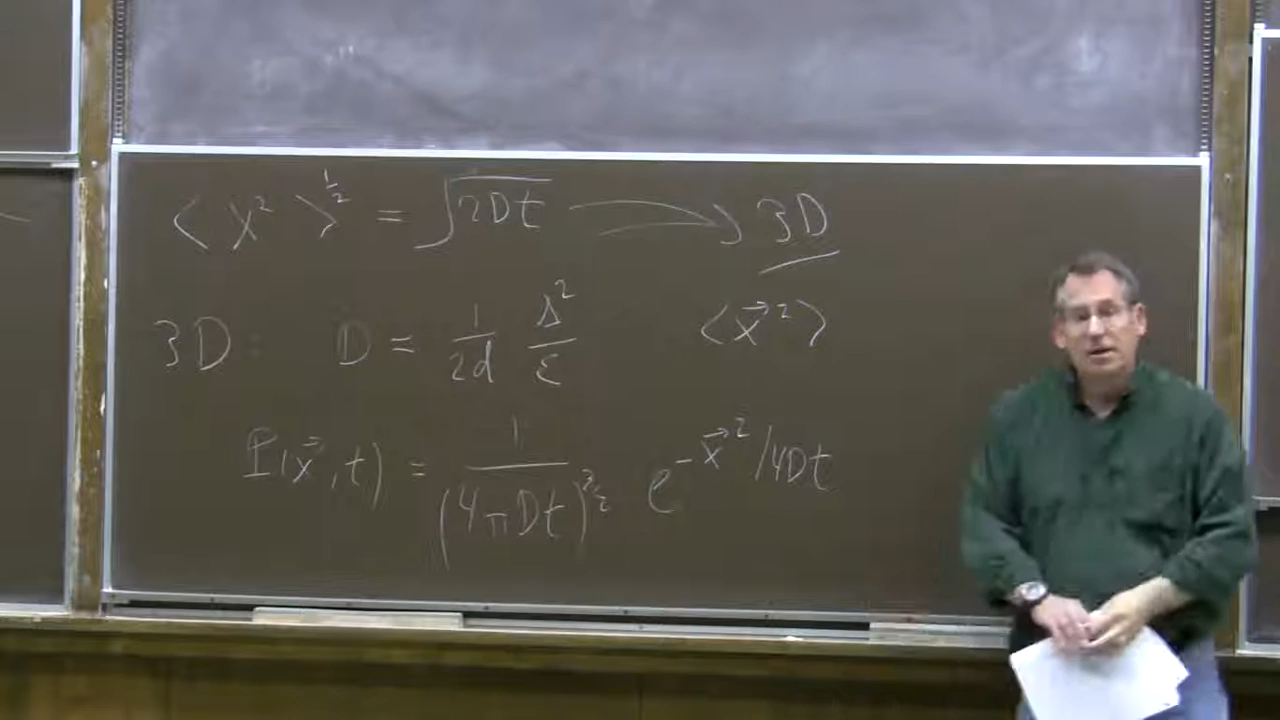 < x² >^½ = √2Dt → 3D
3D: D = 1/2d Δ²/ε < x⃗² >
P(x⃗,t) = 1/(4πDt)^3/2 e^-x⃗²/4Dt